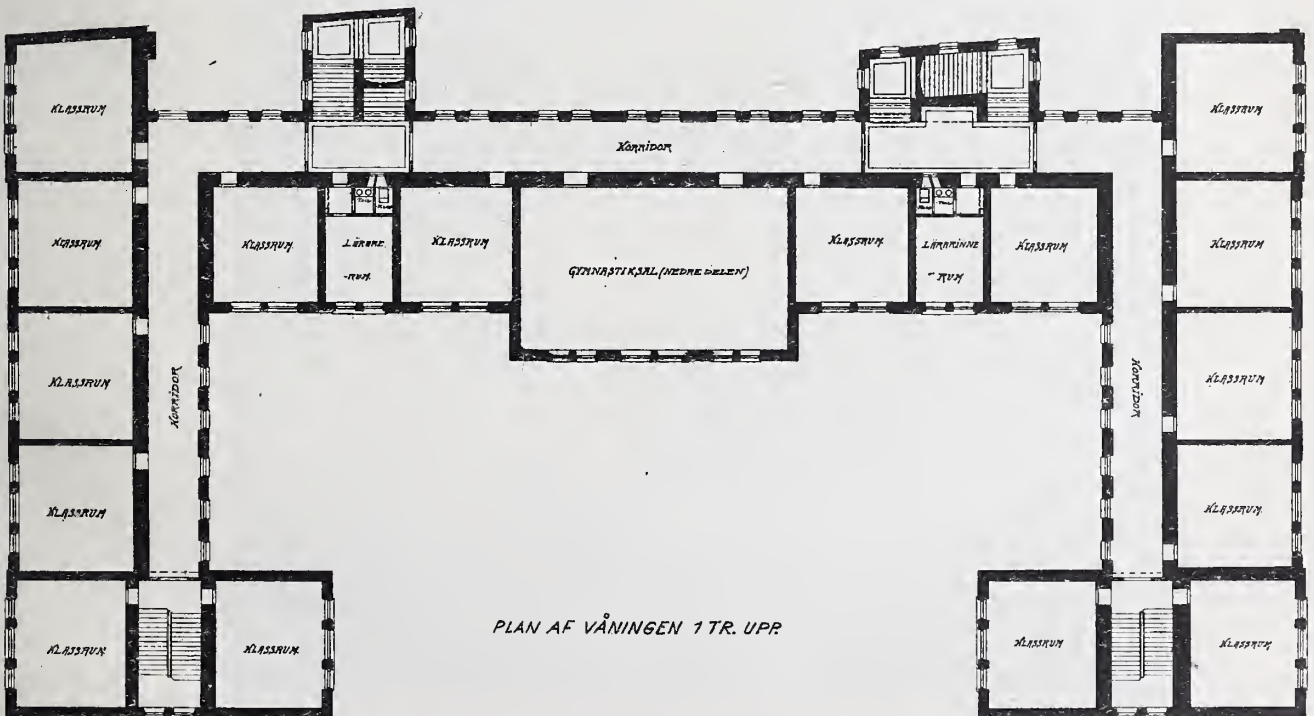 KLASSRUM
KLASSRUM
KORRIDOR
KLASSRUM
KLASSRUM
KLASSRUM
LÄRARE-
-RUM.
KLASSRUM
GYMNASTIKSAL (NEDRE DELEN)
KLASSRUM
LÄRARINNE
- RUM
KLASSRUM
KLASSRUM
KLASSRUM
KORRIDOR
KORRIDOR
KLASSRUM
KLASSRUM
KLASSRUM
PLAN AF VÅNINGEN 1 TR. UPP.
KLASSRUM
KLASSRUM
KLASSRUM
KLASSRUM